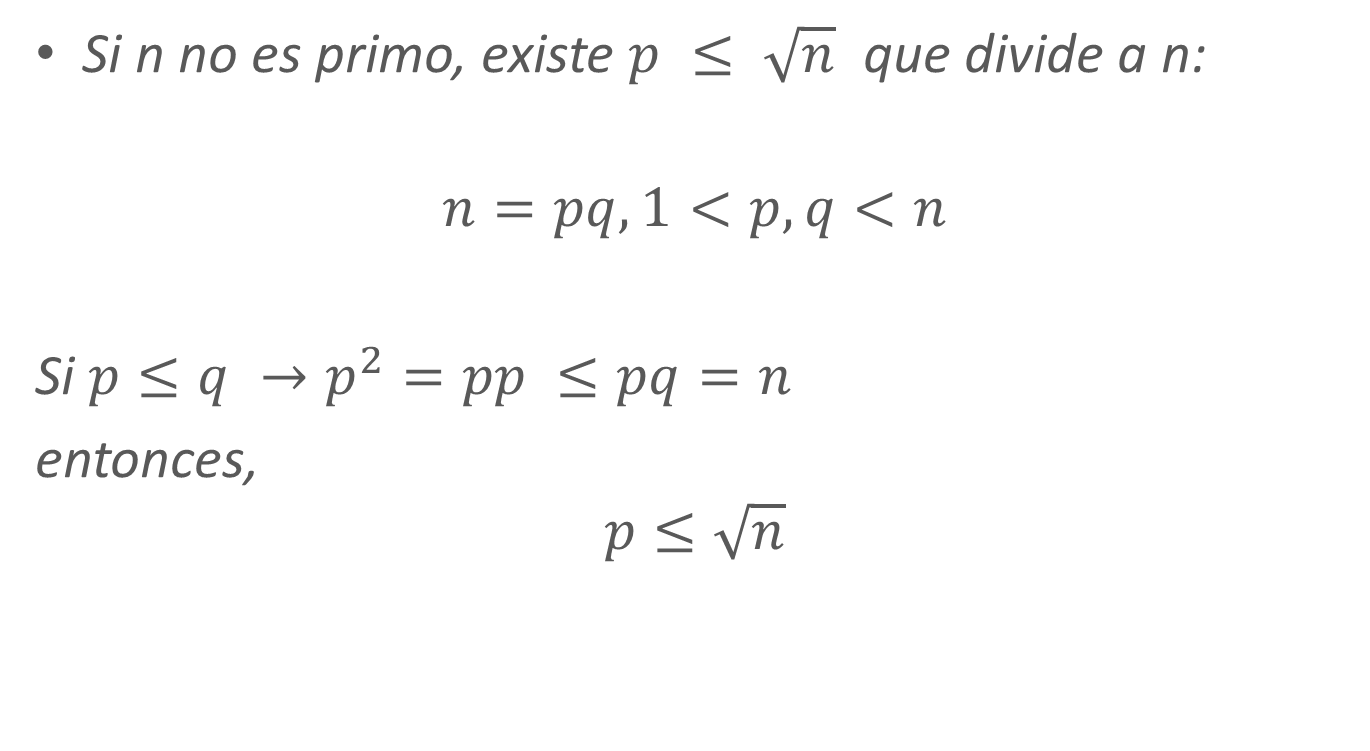 • Si n no es primo, existe p ≤ √n que divide a n:
n = pq, 1 < p, q < n
Si p ≤ q → p² = pp ≤ pq = n
entonces,
p ≤ √n